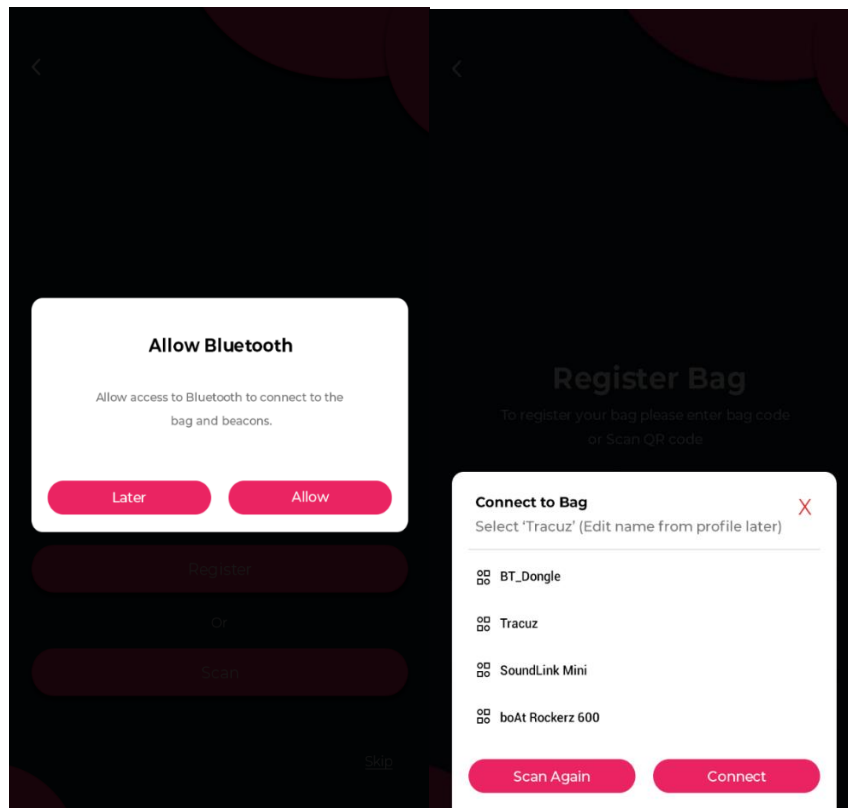 Allow Bluetooth
Allow access to Bluetooth to connect to the
bag and beacons.
Later
Allow
Register
Or
Scan
Skip
Register Bag
To register your bag please enter bag code
or Scan QR code
Connect to Bag
X
Select ‘Tracuz’ (Edit name from profile later)
BT_Dongle
Tracuz
SoundLink Mini
boAt Rockerz 600
Scan Again
Connect